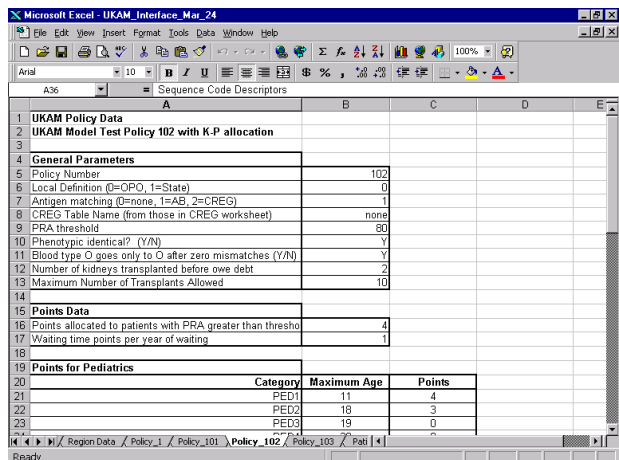 Microsoft Excel - UKAM_Interface_Mar_24
File Edit View Insert Format Tools Data Window Help
100%
Arial 10 B I U $ % ,
A36 = Sequence Code Descriptors
A B C D E
1 UKAM Policy Data
2 UKAM Model Test Policy 102 with K-P allocation
3
4 General Parameters
5 Policy Number 102
6 Local Definition (0=OPO, 1=State) 0
7 Antigen matching (0=none, 1=AB, 2=CREG) 1
8 CREG Table Name (from those in CREG worksheet) none
9 PRA threshold 80
10 Phenotypic identical? (Y/N) Y
11 Blood type O goes only to O after zero mismatches (Y/N) Y
12 Number of kidneys transplanted before owe debt 2
13 Maximum Number of Transplants Allowed 10
14
15 Points Data
16 Points allocated to patients with PRA greater than thresho 4
17 Waiting time points per year of waiting 1
18
19 Points for Pediatrics
20 Category Maximum Age Points
21 PED1 11 4
22 PED2 18 3
23 PED3 19 0
Region Data Policy_1 Policy_101 Policy_102 Policy_103 Pati
Ready